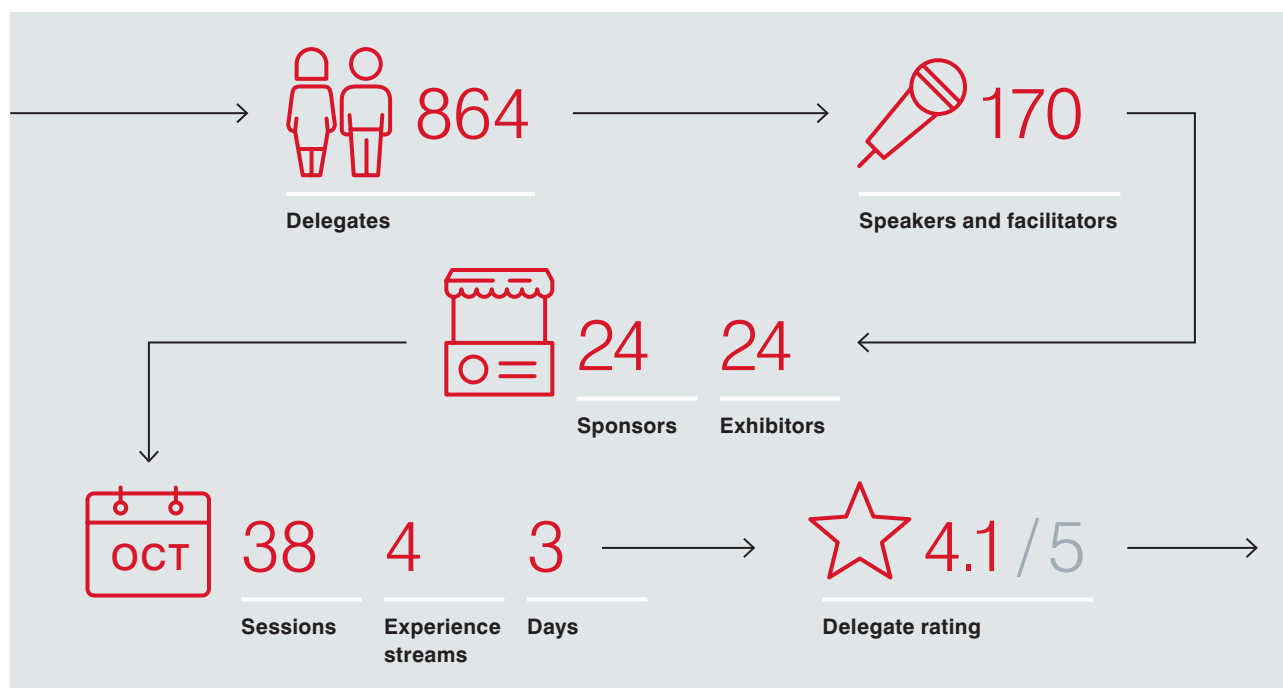 864
170
Delegates
Speakers and facilitators
24
24
Sponsors
Exhibitors
OCT
38
4
3
4.1/5
Sessions
Experience
streams
Days
Delegate rating